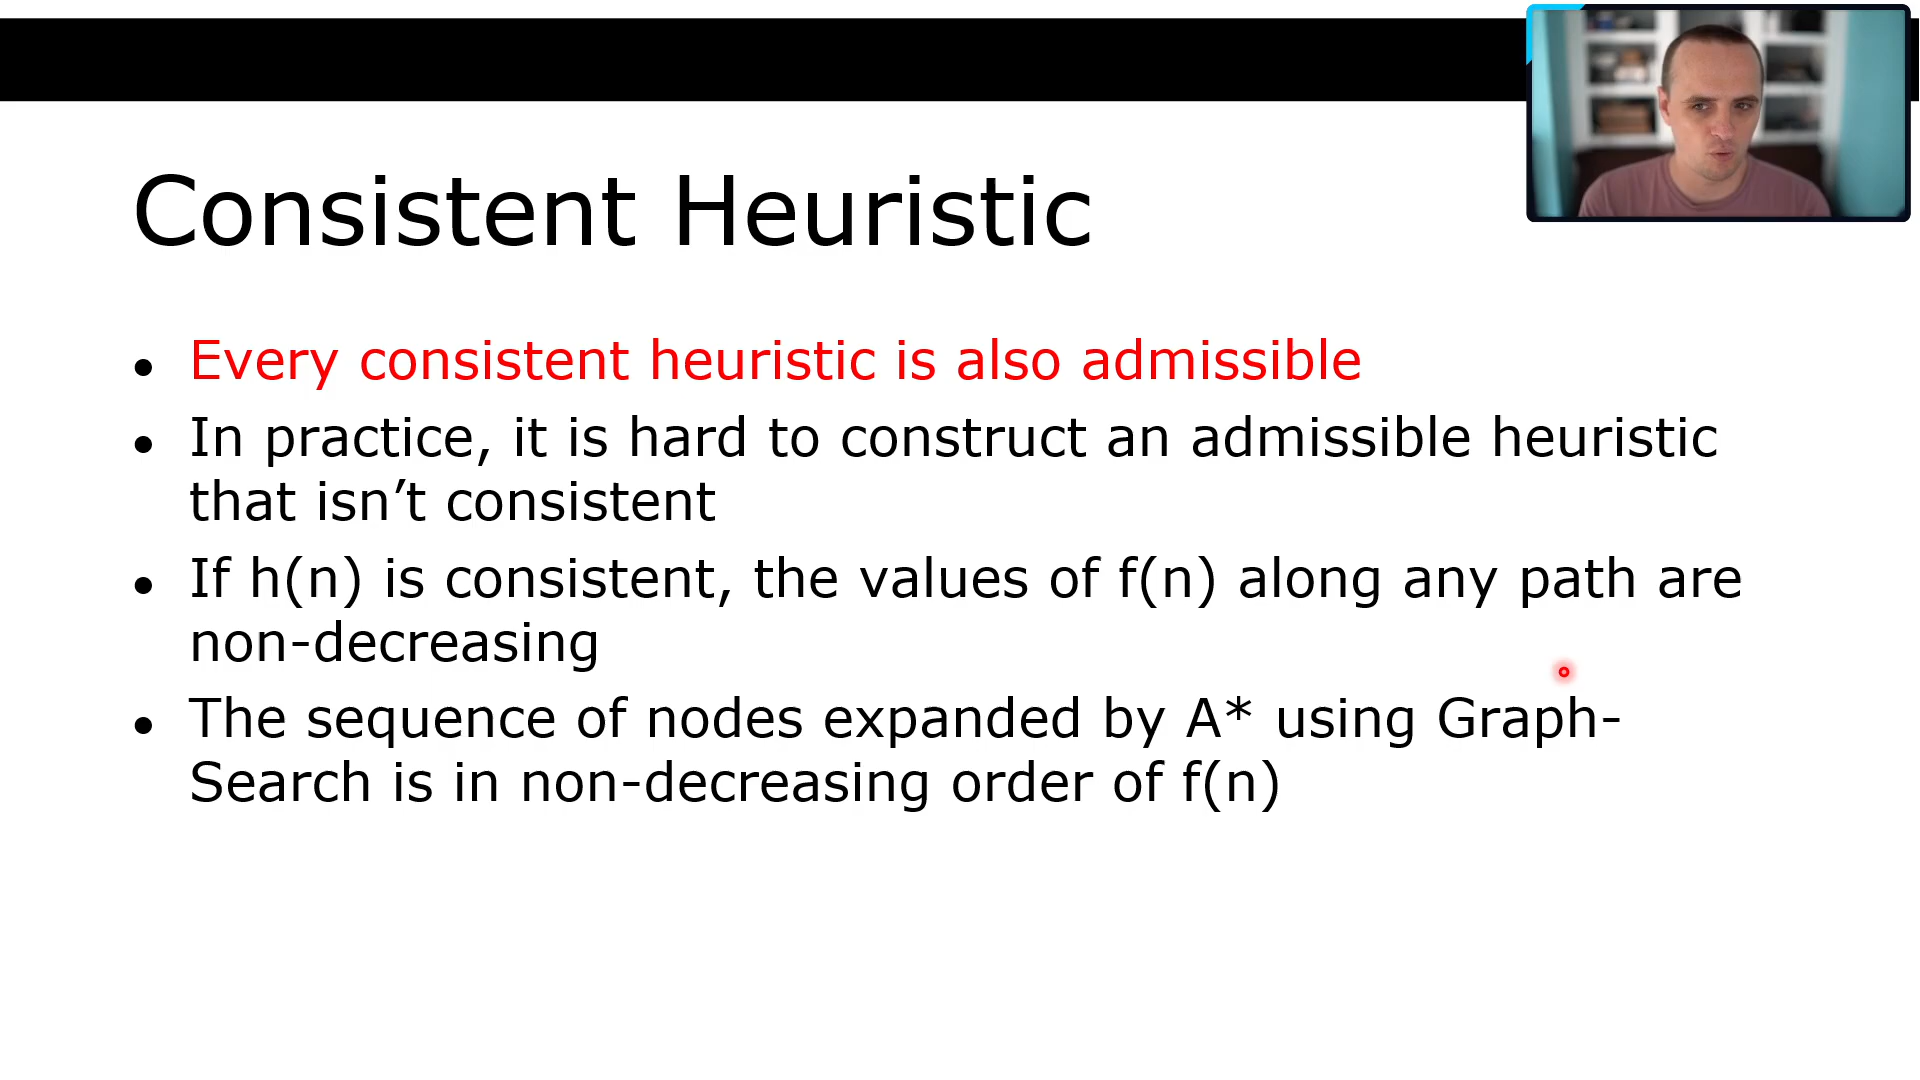 Consistent Heuristic
• Every consistent heuristic is also admissible
• In practice, it is hard to construct an admissible heuristic
that isn’t consistent
• If h(n) is consistent, the values of f(n) along any path are
non-decreasing
• The sequence of nodes expanded by A* using Graph-
Search is in non-decreasing order of f(n)